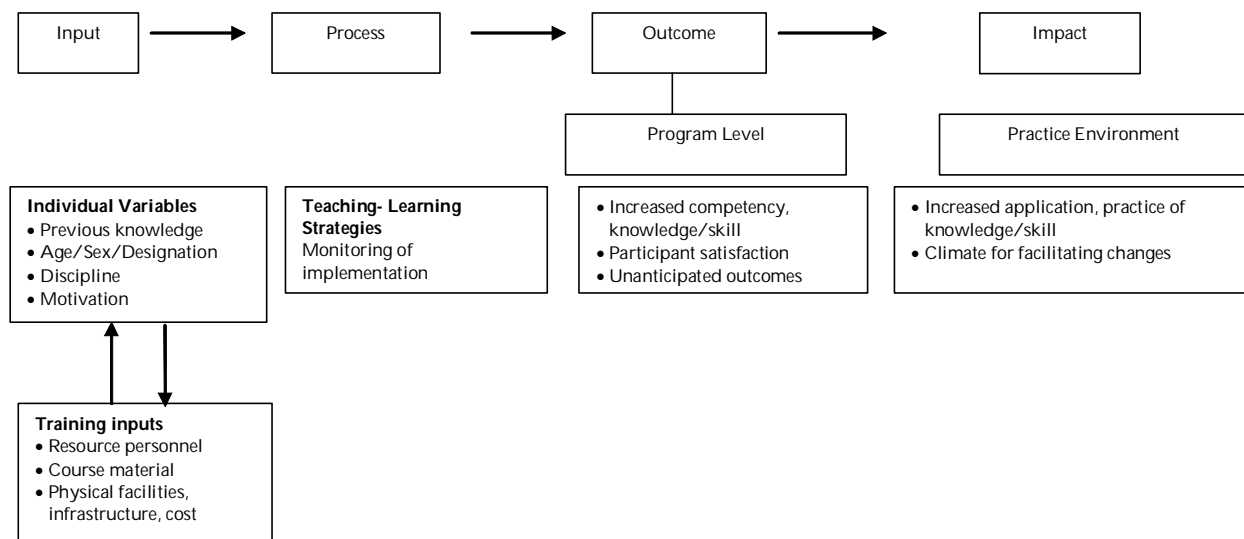 Input
Process
Outcome
Impact
Program Level
Practice Environment
Individual Variables
• Previous knowledge
• Age/Sex/Designation
• Discipline
• Motivation
Teaching- Learning
Strategies
Monitoring of
implementation
• Increased competency,
knowledge/skill
• Participant satisfaction
• Unanticipated outcomes
• Increased application, practice of
knowledge/skill
• Climate for facilitating changes
Training inputs
• Resource personnel
• Course material
• Physical facilities,
infrastructure, cost